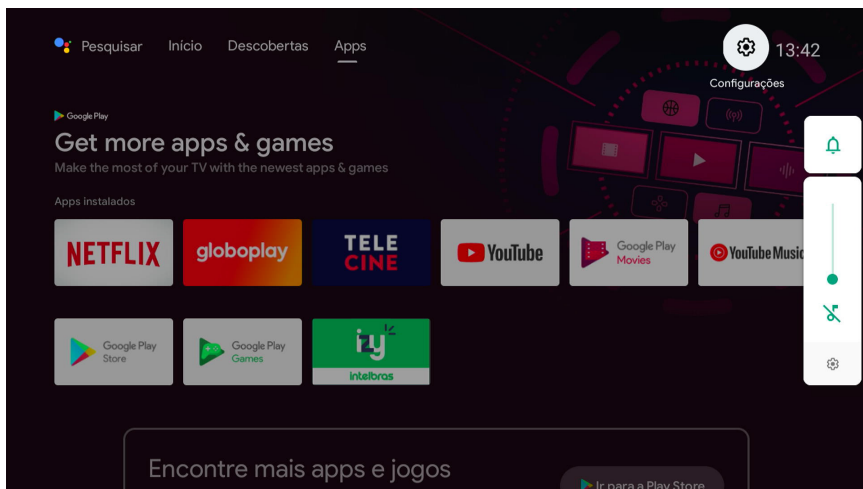 Pesquisar Início Descobertas Apps
13:42
Configurações
Google Play
Get more apps & games
Make the most of your TV with the newest apps & games
Apps instalados
NETFLIX
globoplay
TELE
CINE
YouTube
Google Play
Movies
YouTube Music
Google Play
Store
Google Play
Games
izy
intelbras
Encontre mais apps e jogos
Ir para a Play Store